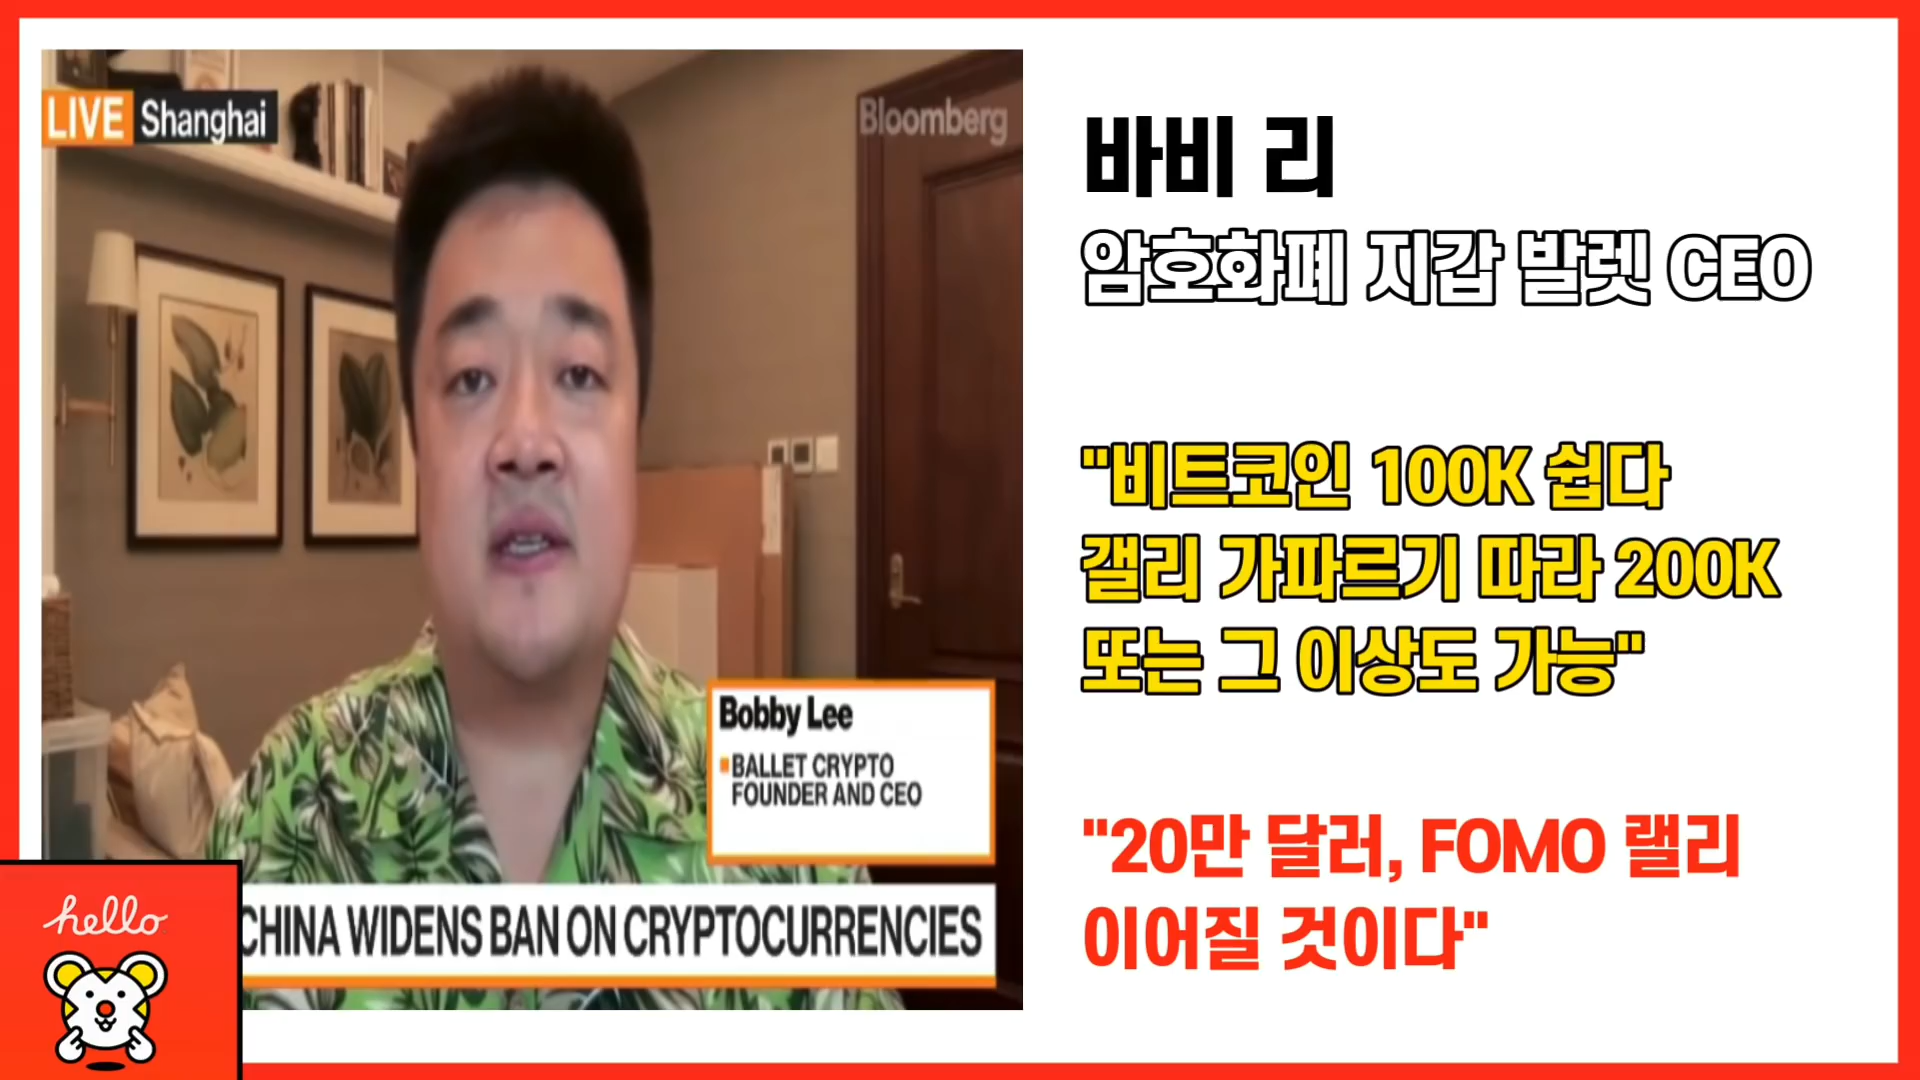 LIVE Shanghai
Bloomberg
Bobby Lee
BALLET CRYPTO
FOUNDER AND CEO
CHINA WIDENS BAN ON CRYPTOCURRENCIES
hello
바비 리
암호화폐 지갑 발렛 CEO
"비트코인 100K 쉽다
갤리 가파르기 따라 200K
또는 그 이상도 가능"
"20만 달러, FOMO 랠리
이어질 것이다"